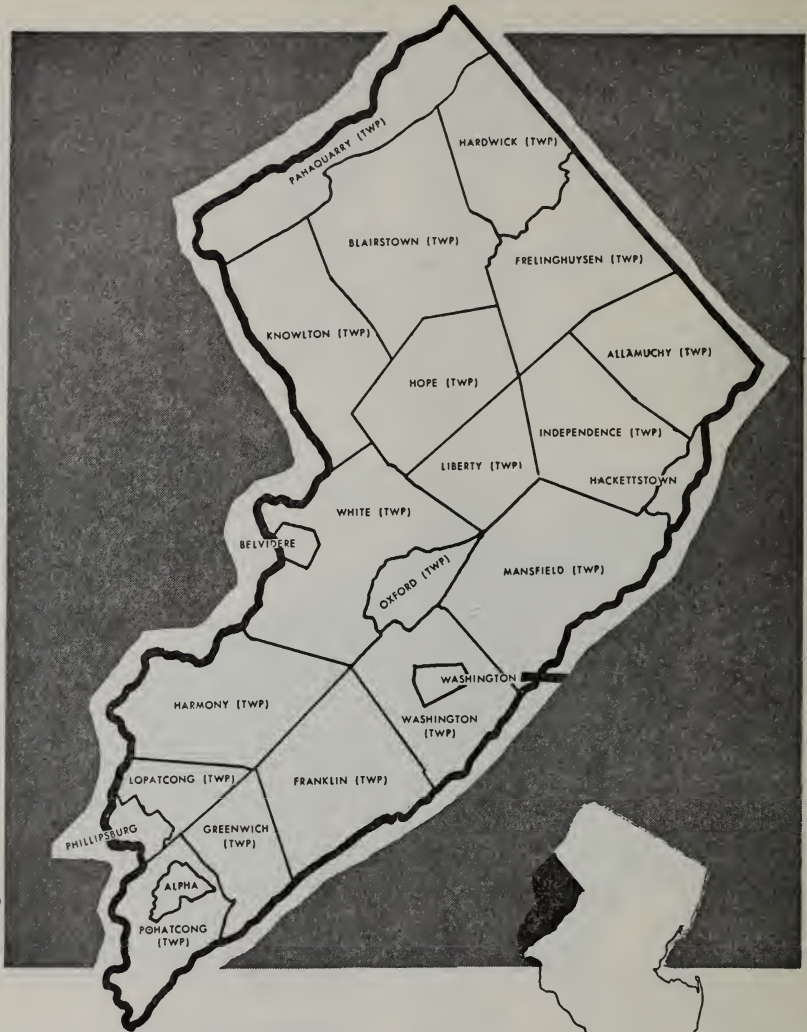 HARDWICK (TWP)
PAHAQUARRY (TWP)
BLAIRSTOWN (TWP)
FRELINGHUYSEN (TWP)
KNOWLTON (TWP)
ALLAMUCHY (TWP)
HOPE (TWP)
INDEPENDENCE (TWP)
LIBERTY (TWP)
HACKETTSTOWN
WHITE (TWP)
BELVIDERE
OXFORD (TWP)
MANSFIELD (TWP)
WASHINGTON
HARMONY (TWP)
WASHINGTON
(TWP)
LOPATCONG (TWP)
FRANKLIN (TWP)
PHILLIPSBURG
GREENWICH
(TWP)
ALPHA
POHATCONG
(TWP)